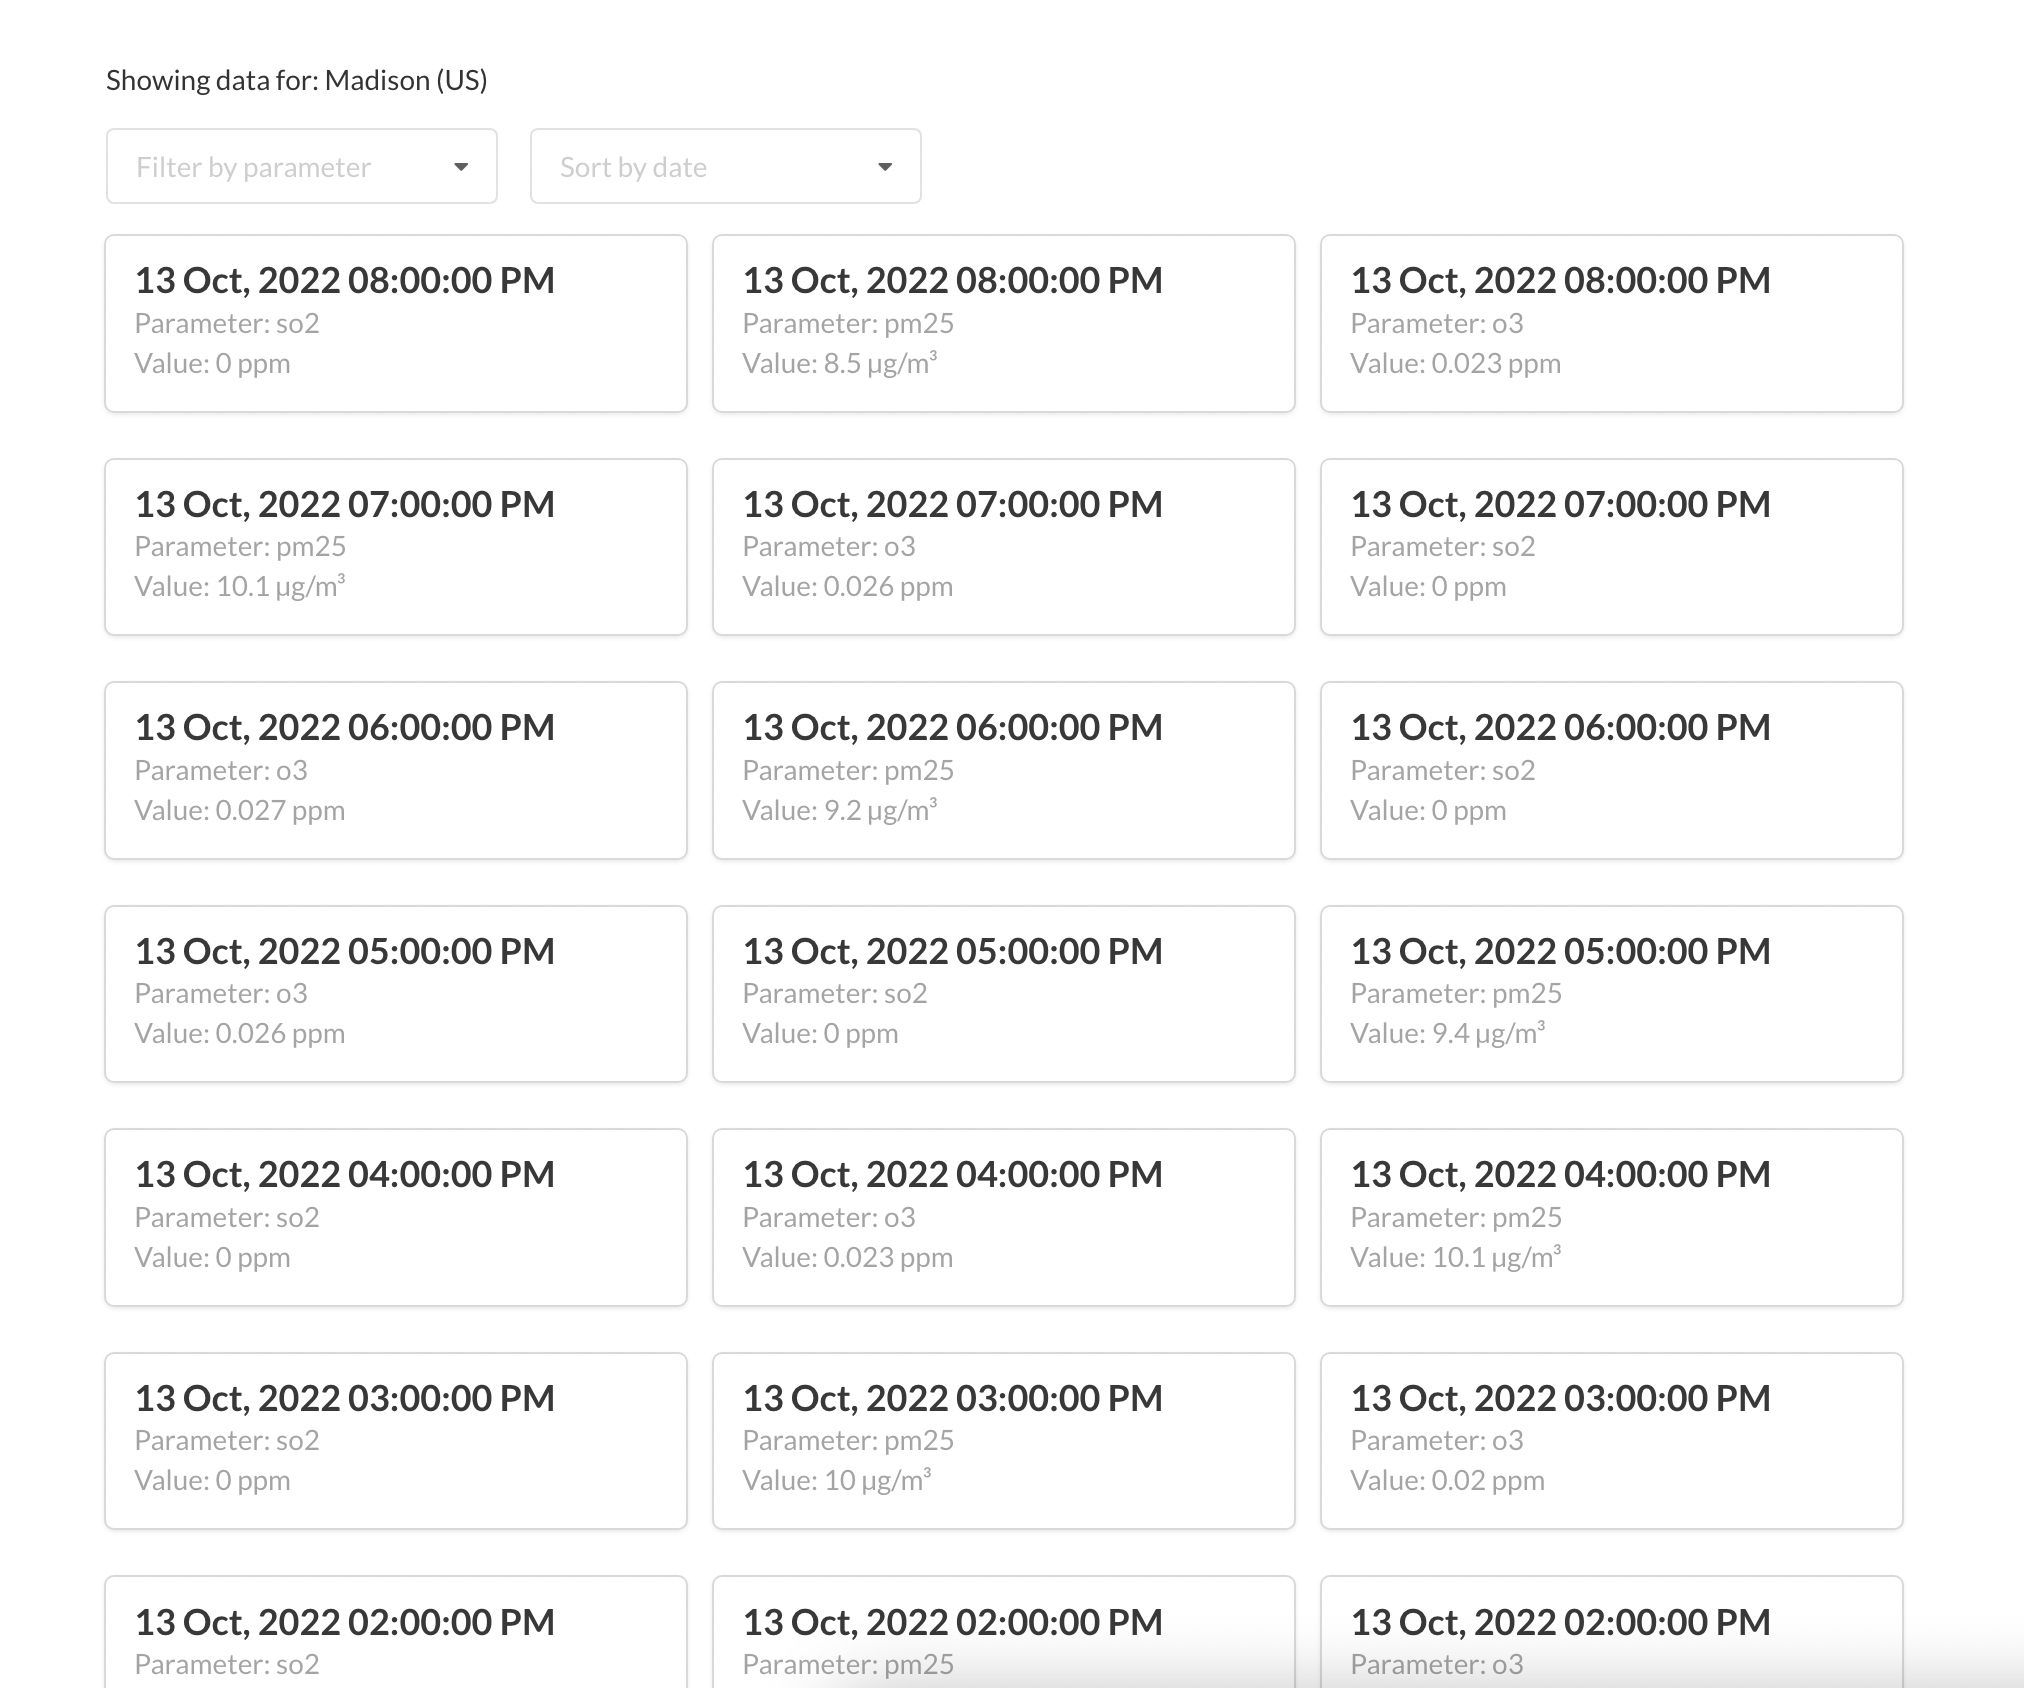 Showing data for: Madison (US)
Filter by parameter
Sort by date
13 Oct, 2022 08:00:00 PM
Parameter: so2
Value: 0 ppm
13 Oct, 2022 08:00:00 PM
Parameter: pm25
Value: 8.5 µg/m³
13 Oct, 2022 08:00:00 PM
Parameter: o3
Value: 0.023 ppm
13 Oct, 2022 07:00:00 PM
Parameter: pm25
Value: 10.1 µg/m³
13 Oct, 2022 07:00:00 PM
Parameter: o3
Value: 0.026 ppm
13 Oct, 2022 07:00:00 PM
Parameter: so2
Value: 0 ppm
13 Oct, 2022 06:00:00 PM
Parameter: o3
Value: 0.027 ppm
13 Oct, 2022 06:00:00 PM
Parameter: pm25
Value: 9.2 µg/m³
13 Oct, 2022 06:00:00 PM
Parameter: so2
Value: 0 ppm
13 Oct, 2022 05:00:00 PM
Parameter: o3
Value: 0.026 ppm
13 Oct, 2022 05:00:00 PM
Parameter: so2
Value: 0 ppm
13 Oct, 2022 05:00:00 PM
Parameter: pm25
Value: 9.4 µg/m³
13 Oct, 2022 04:00:00 PM
Parameter: so2
Value: 0 ppm
13 Oct, 2022 04:00:00 PM
Parameter: o3
Value: 0.023 ppm
13 Oct, 2022 04:00:00 PM
Parameter: pm25
Value: 10.1 µg/m³
13 Oct, 2022 03:00:00 PM
Parameter: so2
Value: 0 ppm
13 Oct, 2022 03:00:00 PM
Parameter: pm25
Value: 10 µg/m³
13 Oct, 2022 03:00:00 PM
Parameter: o3
Value: 0.02 ppm
13 Oct, 2022 02:00:00 PM
Parameter: so2
13 Oct, 2022 02:00:00 PM
Parameter: pm25
13 Oct, 2022 02:00:00 PM
Parameter: o3